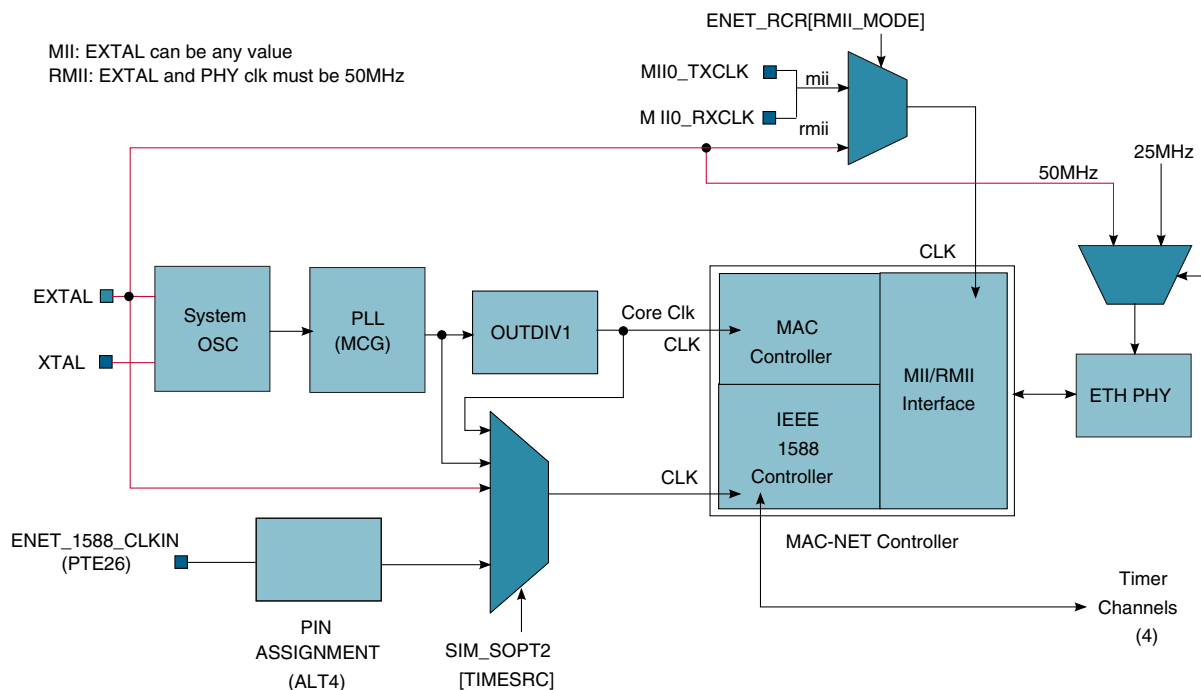 ENET_RCR[RMII_MODE]
MII: EXTAL can be any value
RMII: EXTAL and PHY clk must be 50MHz
MII0_TXCLK
mii
M II0_RXCLK
rmii
25MHz
50MHz
CLK
EXTAL
XTAL
System
OSC
PLL
(MCG)
OUTDIV1
Core Clk
CLK
MAC
Controller
MII/RMII
Interface
ETH PHY
IEEE
1588
Controller
CLK
ENET_1588_CLKIN
(PTE26)
MAC-NET Controller
PIN
ASSIGNMENT
(ALT4)
SIM_SOPT2
[TIMESRC]
Timer
Channels
(4)